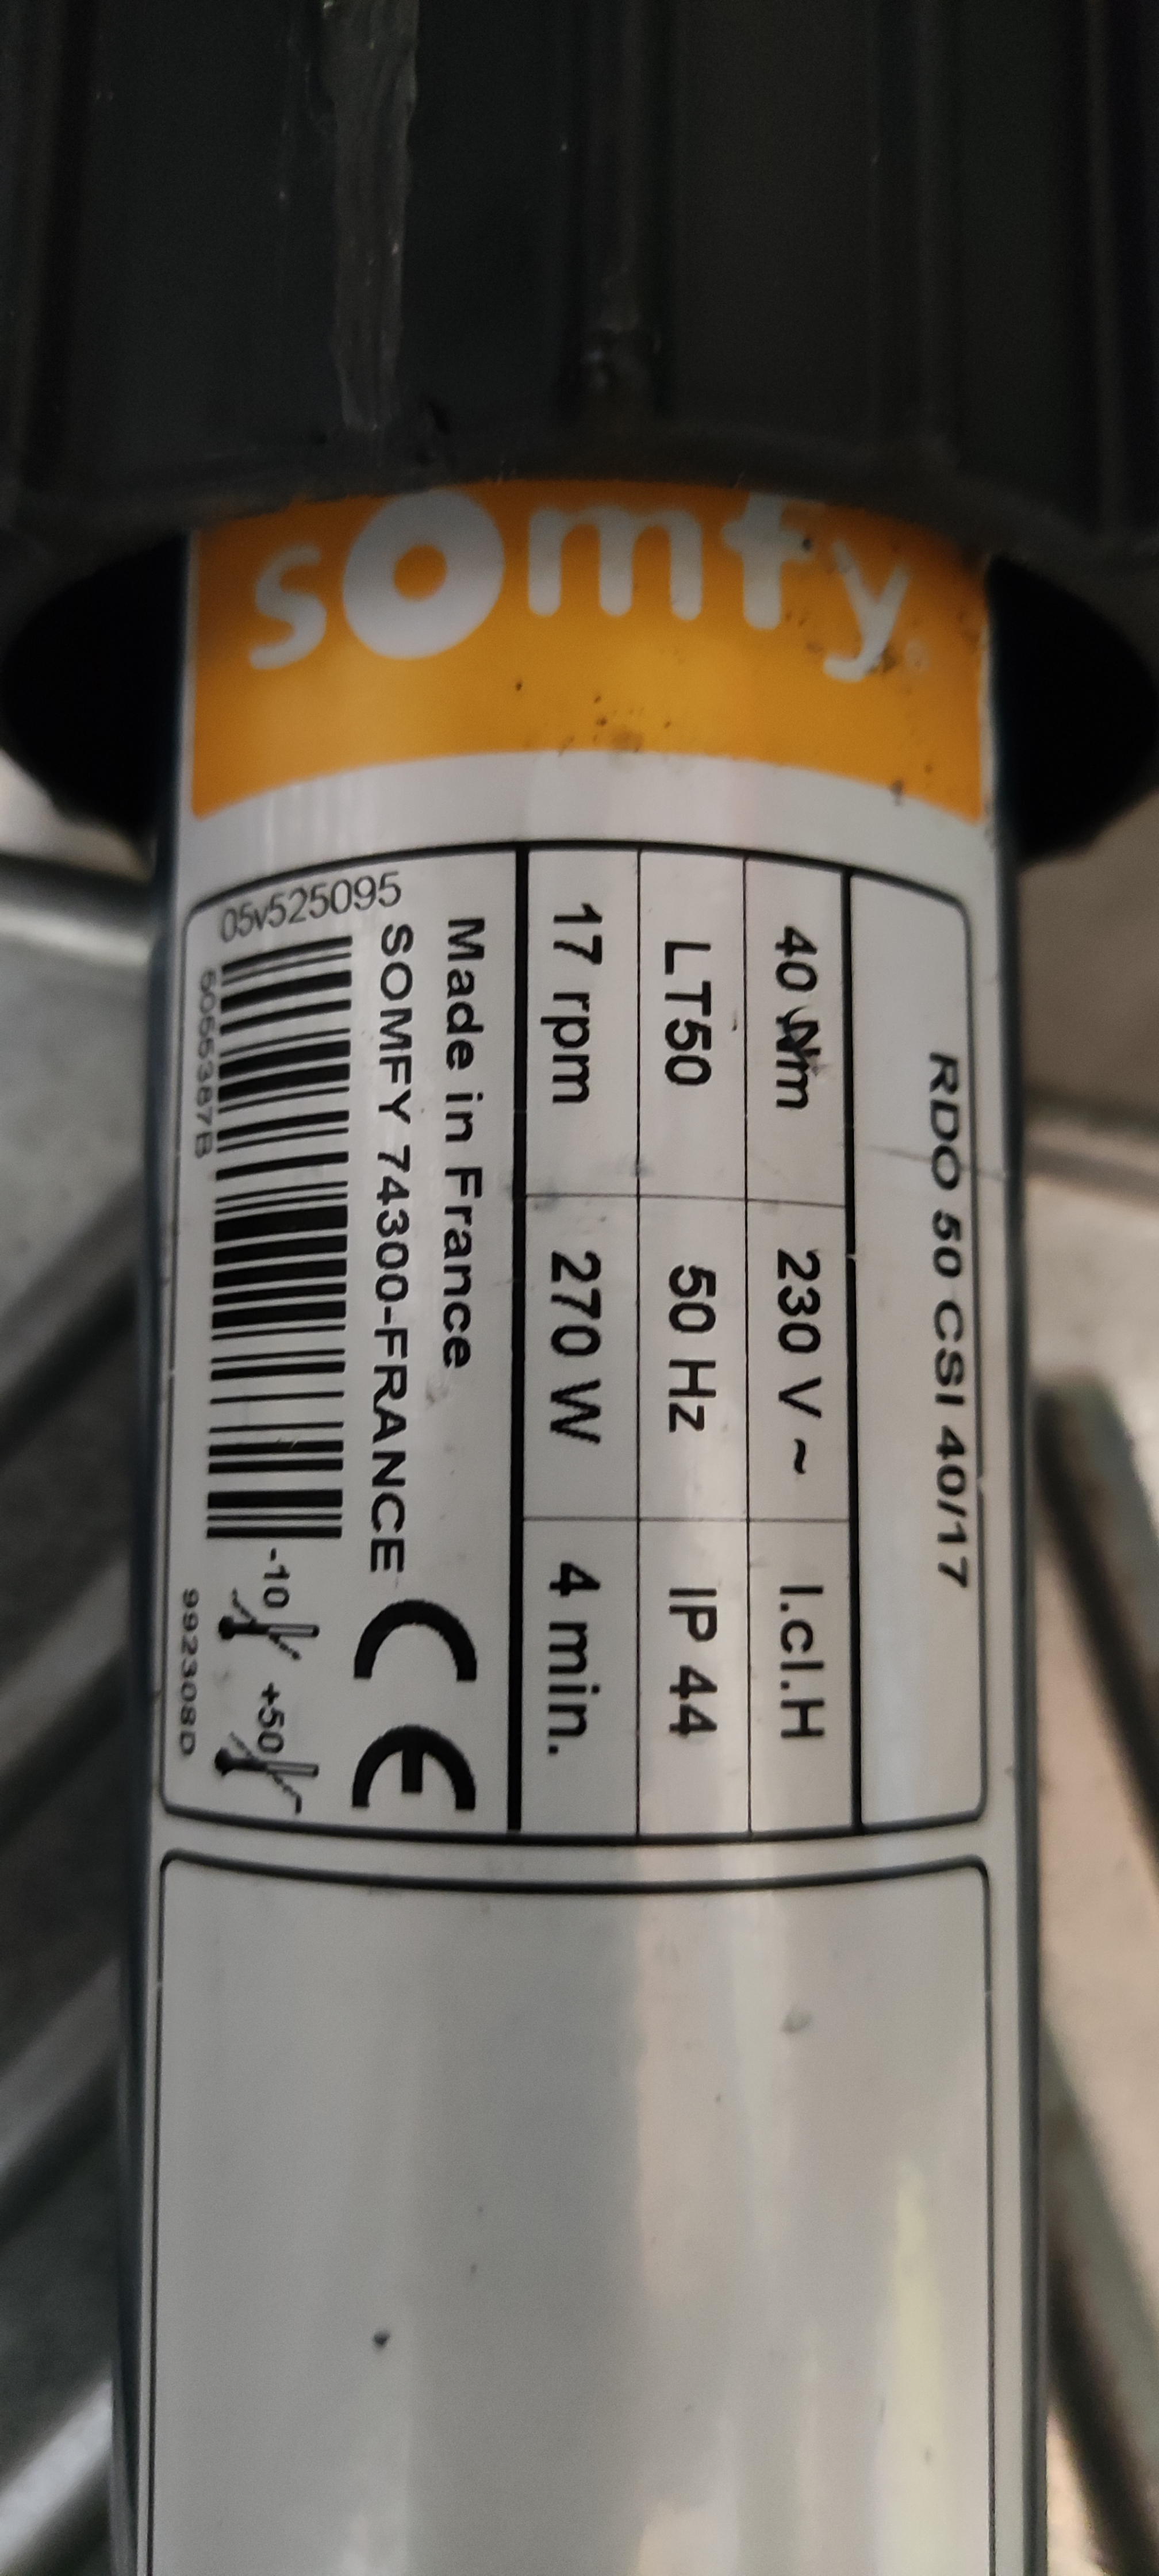 somfy
RDO 50 CSI 40/17
40 Nm 230 V ~ I.cl.H
LT50 50 Hz IP 44
17 rpm 270 W 4 min.
Made in France
SOMFY 74300-FRANCE CE
05v525095
-10 +50
5055387B
992308D